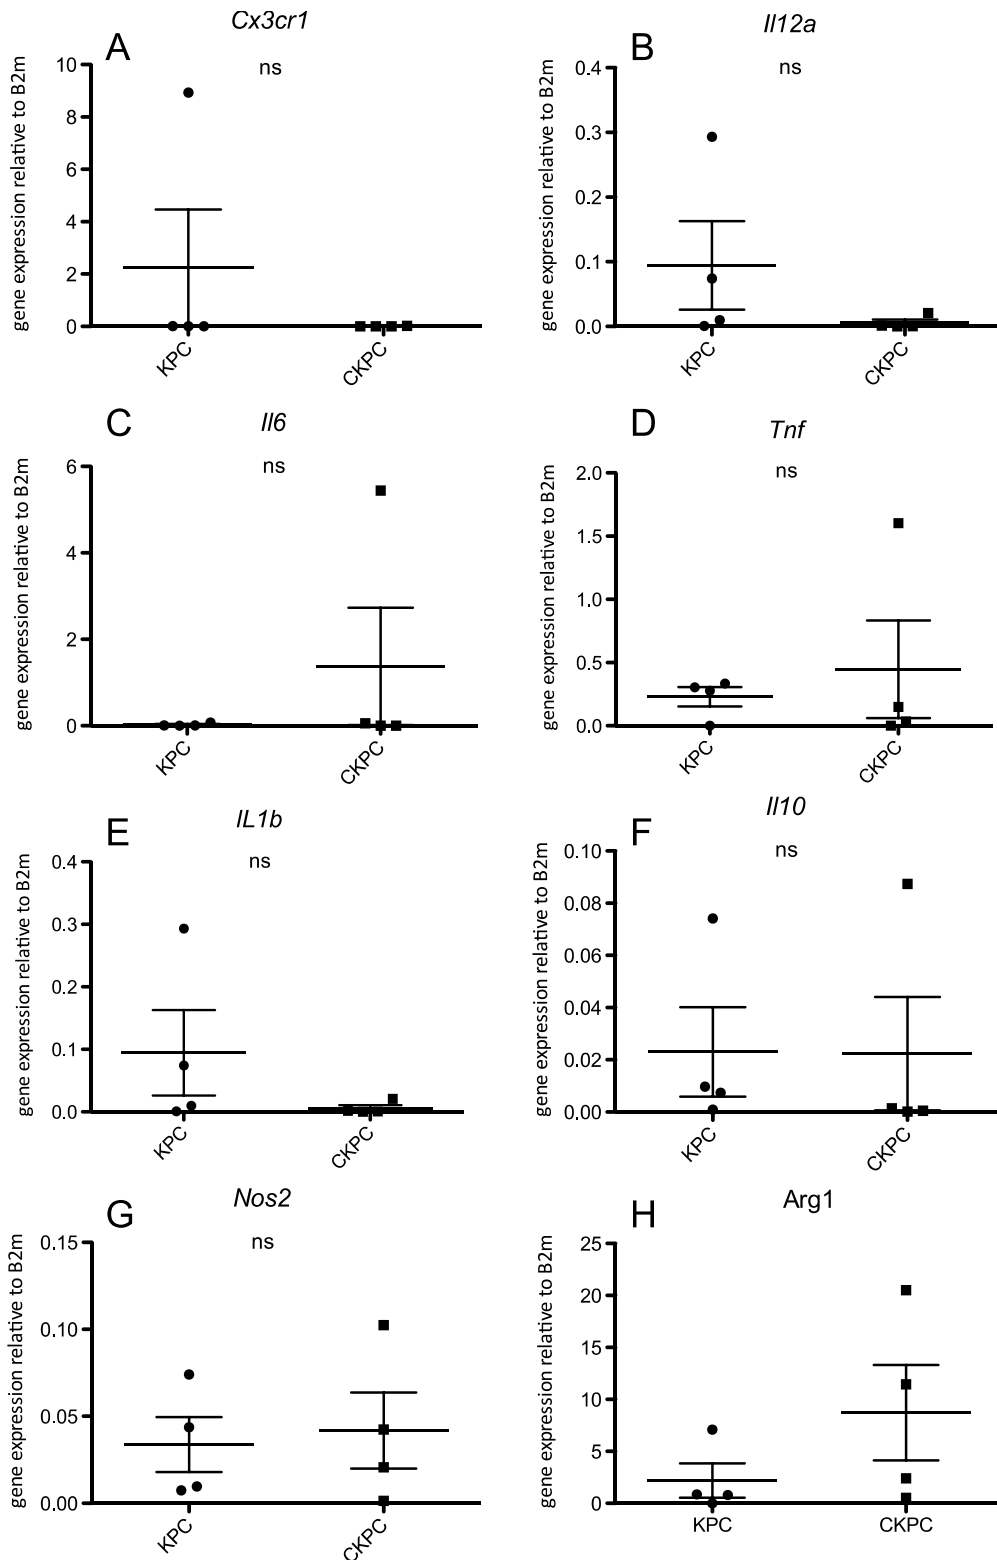 A
Cx3cr1
ns
gene expression relative to B2m
10
8
6
4
2
0
KPC
CKPC
B
Il12a
ns
gene expression relative to B2m
0.4
0.3
0.2
0.1
0.0
KPC
CKPC
C
Il6
ns
gene expression relative to B2m
6
4
2
0
KPC
CKPC
D
Tnf
ns
gene expression relative to B2m
2.0
1.5
1.0
0.5
0.0
KPC
CKPC
E
IL1b
ns
gene expression relative to B2m
0.4
0.3
0.2
0.1
0.0
KPC
CKPC
F
Il10
ns
gene expression relative to B2m
0.10
0.08
0.06
0.04
0.02
0.00
KPC
CKPC
G
Nos2
ns
gene expression relative to B2m
0.15
0.10
0.05
0.00
KPC
CKPC
H
Arg1
gene expression relative to B2m
25
20
15
10
5
0
KPC
CKPC